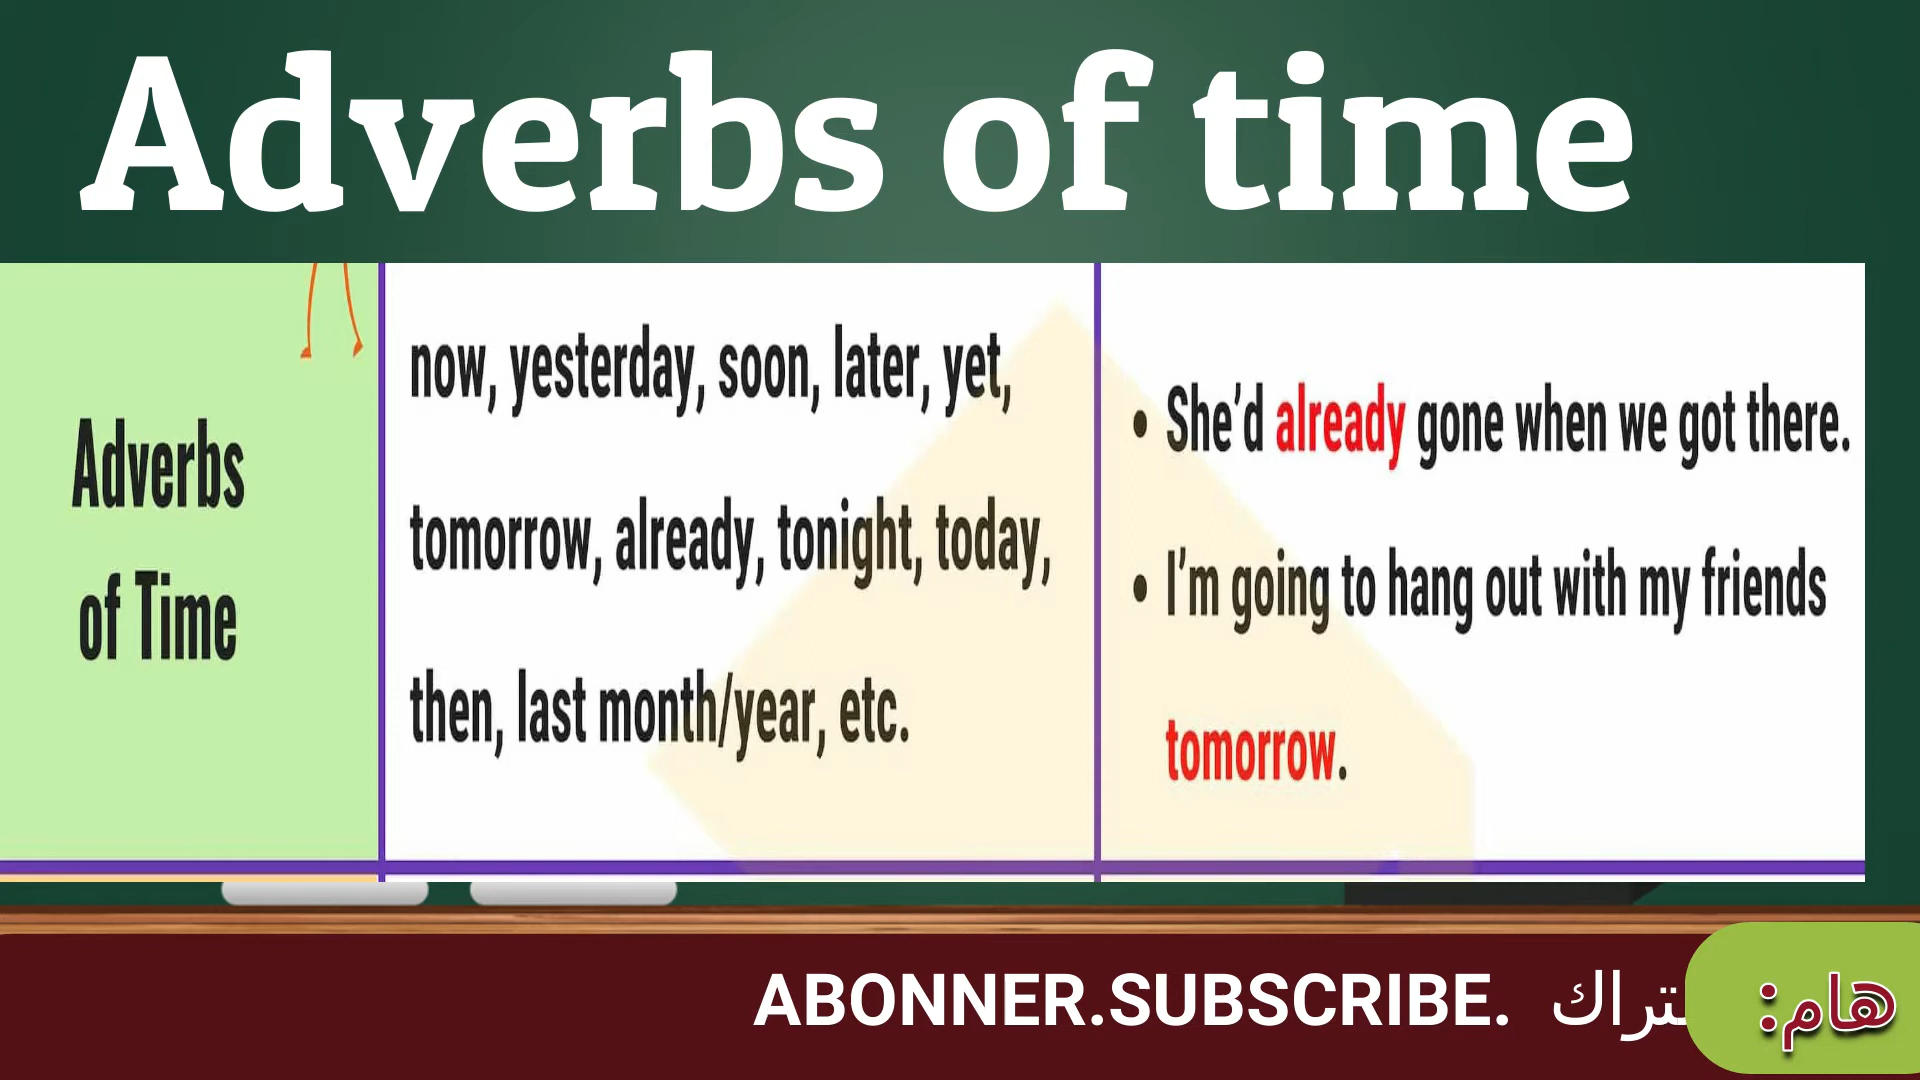 Adverbs of time
Adverbs
of Time
now, yesterday, soon, later, yet,
tomorrow, already, tonight, today,
then, last month/year, etc.
• She’d already gone when we got there.
• I’m going to hang out with my friends
tomorrow.
ABONNER.SUBSCRIBE.
هام: